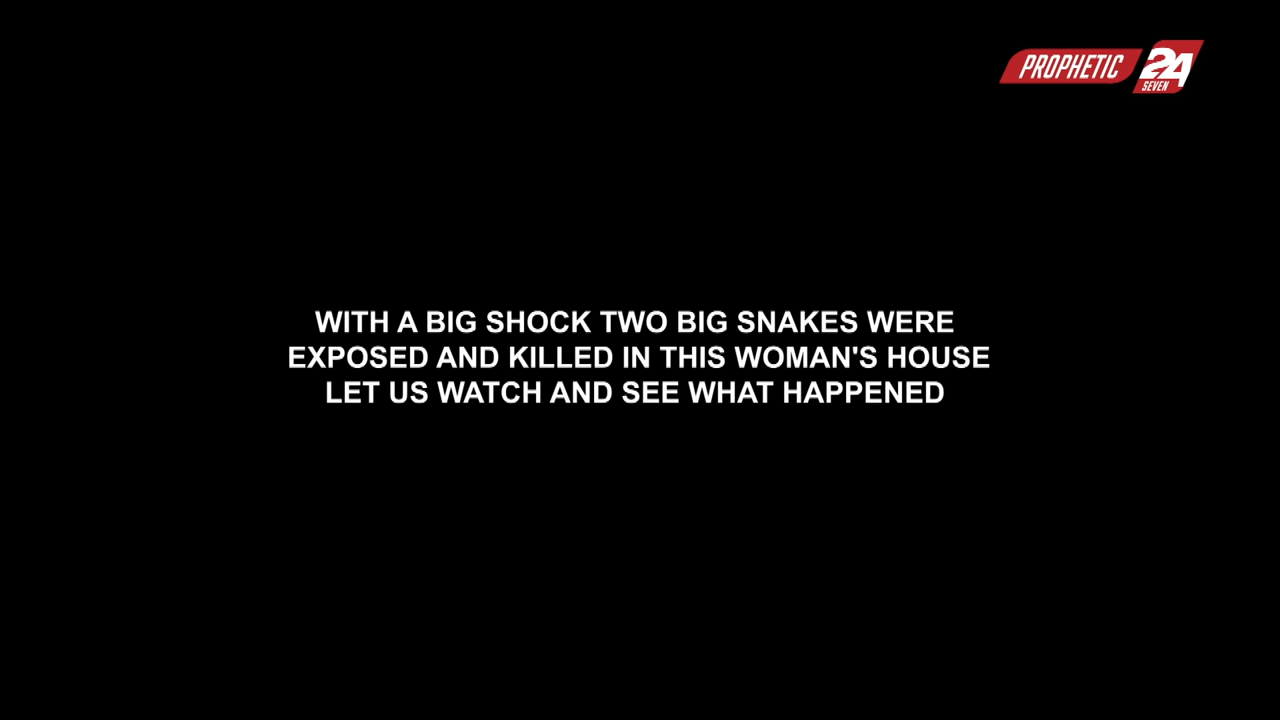 PROPHETIC 24
SEVEN
WITH A BIG SHOCK TWO BIG SNAKES WERE
EXPOSED AND KILLED IN THIS WOMAN'S HOUSE
LET US WATCH AND SEE WHAT HAPPENED